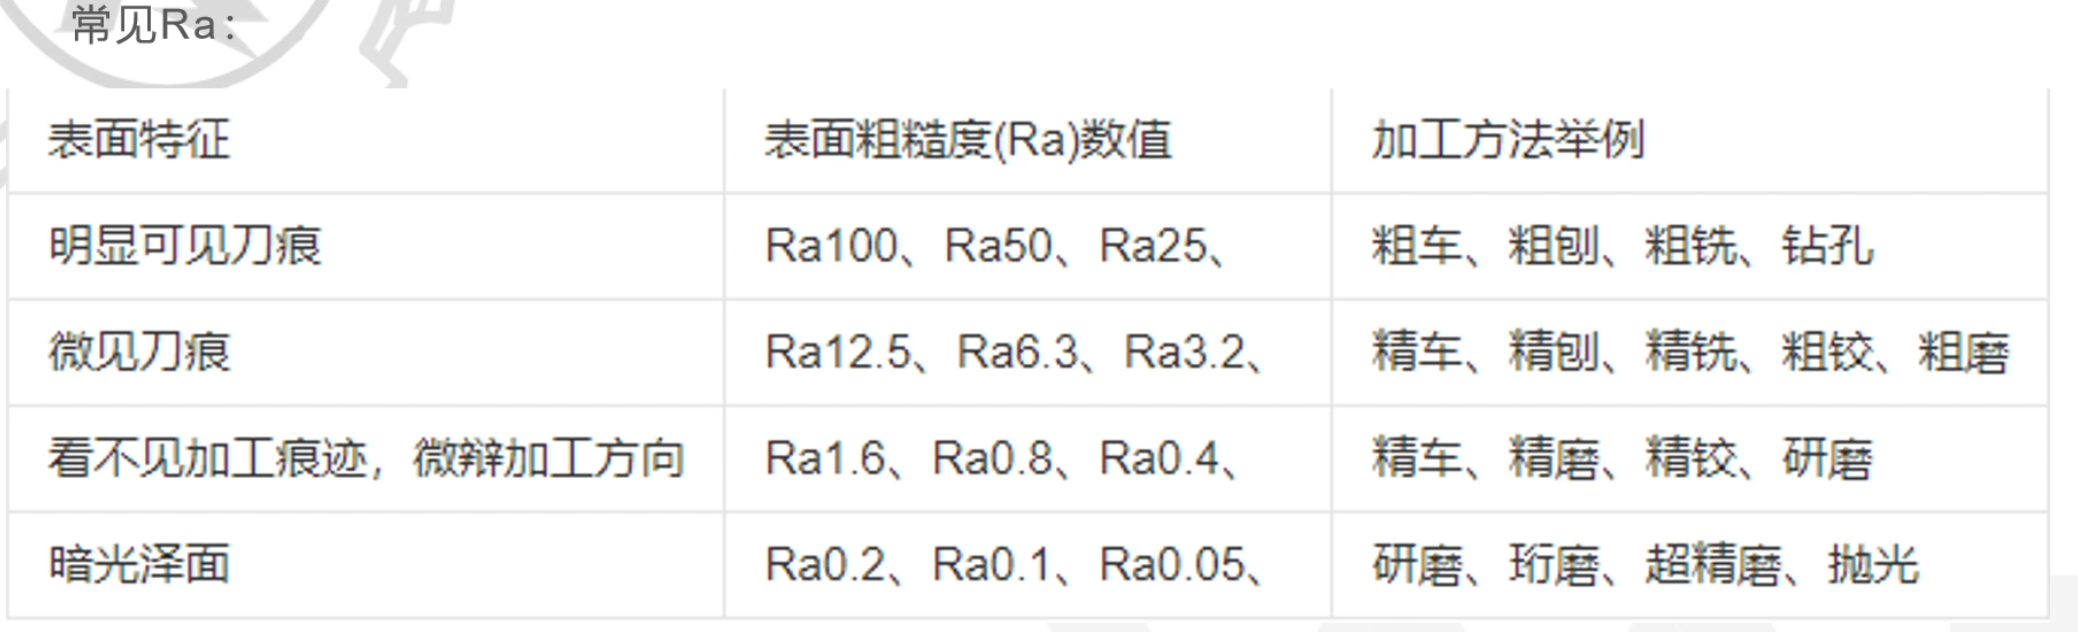 常见Ra：
表面特征 表面粗糙度(Ra)数值 加工方法举例
明显可见刀痕 Ra100、Ra50、Ra25、 粗车、粗刨、粗铣、钻孔
微见刀痕 Ra12.5、Ra6.3、Ra3.2、 精车、精刨、精铣、粗铰、粗磨
看不见加工痕迹，微辩加工方向 Ra1.6、Ra0.8、Ra0.4、 精车、精磨、精铰、研磨
暗光泽面 Ra0.2、Ra0.1、Ra0.05、 研磨、珩磨、超精磨、抛光